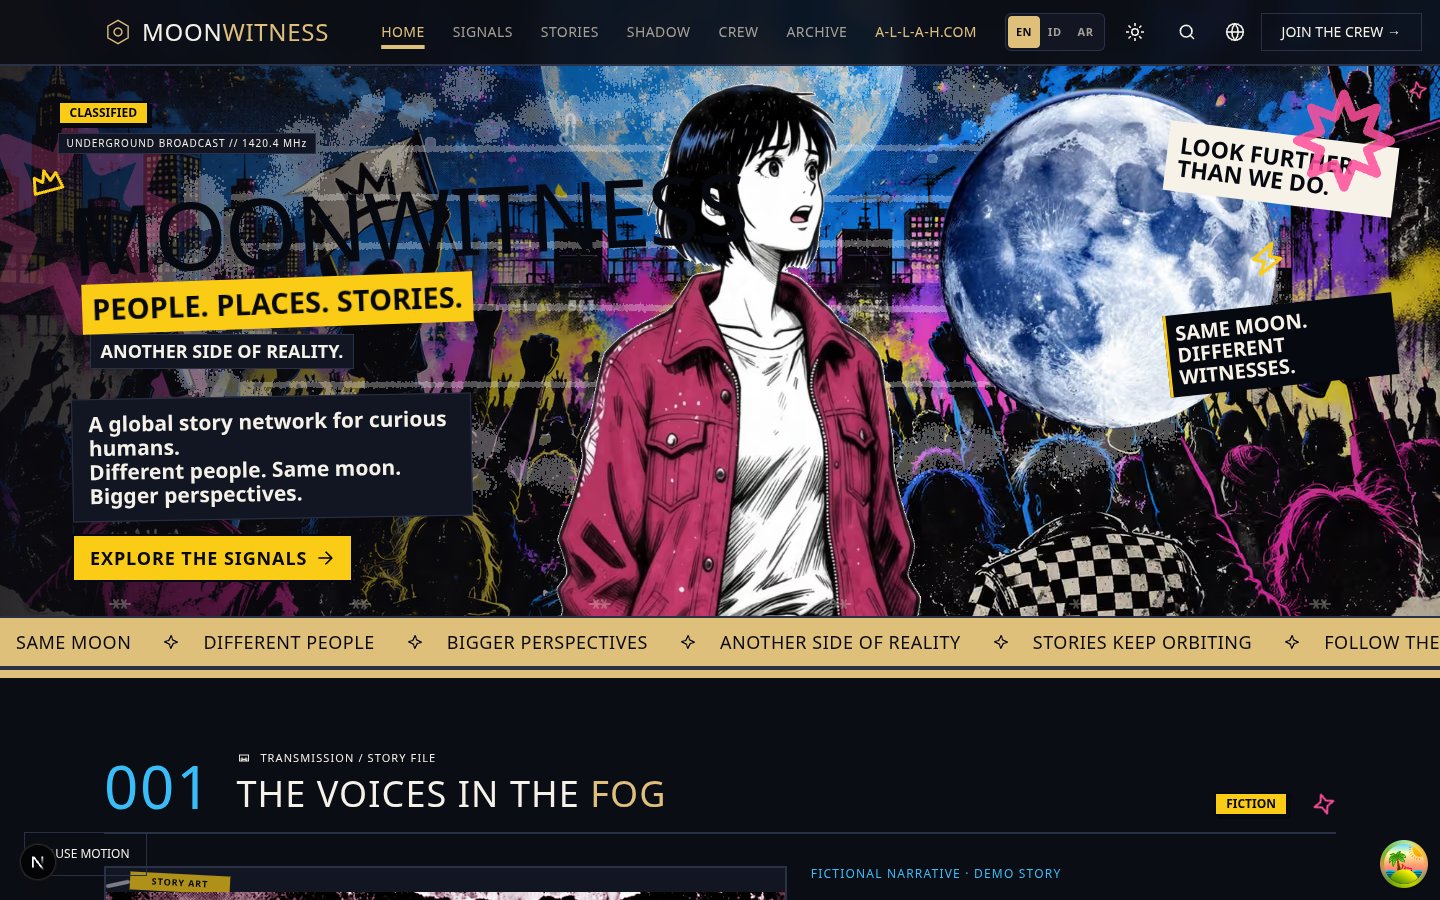 MOONWITNESS
HOME
SIGNALS
STORIES
SHADOW
CREW
ARCHIVE
A-L-L-A-H.COM
EN
ID
AR
JOIN THE CREW →
CLASSIFIED
UNDERGROUND BROADCAST // 1420.4 MHz
MOONWITNESS
PEOPLE. PLACES. STORIES.
ANOTHER SIDE OF REALITY.
A global story network for curious
humans.
Different people. Same moon.
Bigger perspectives.
EXPLORE THE SIGNALS →
LOOK FURTHER
THAN WE DO.
SAME MOON.
DIFFERENT
WITNESSES.
SAME MOON
DIFFERENT PEOPLE
BIGGER PERSPECTIVES
ANOTHER SIDE OF REALITY
STORIES KEEP ORBITING
FOLLOW THE
001
TRANSMISSION / STORY FILE
THE VOICES IN THE FOG
FICTION
USE MOTION
N
STORY ART
FICTIONAL NARRATIVE · DEMO STORY